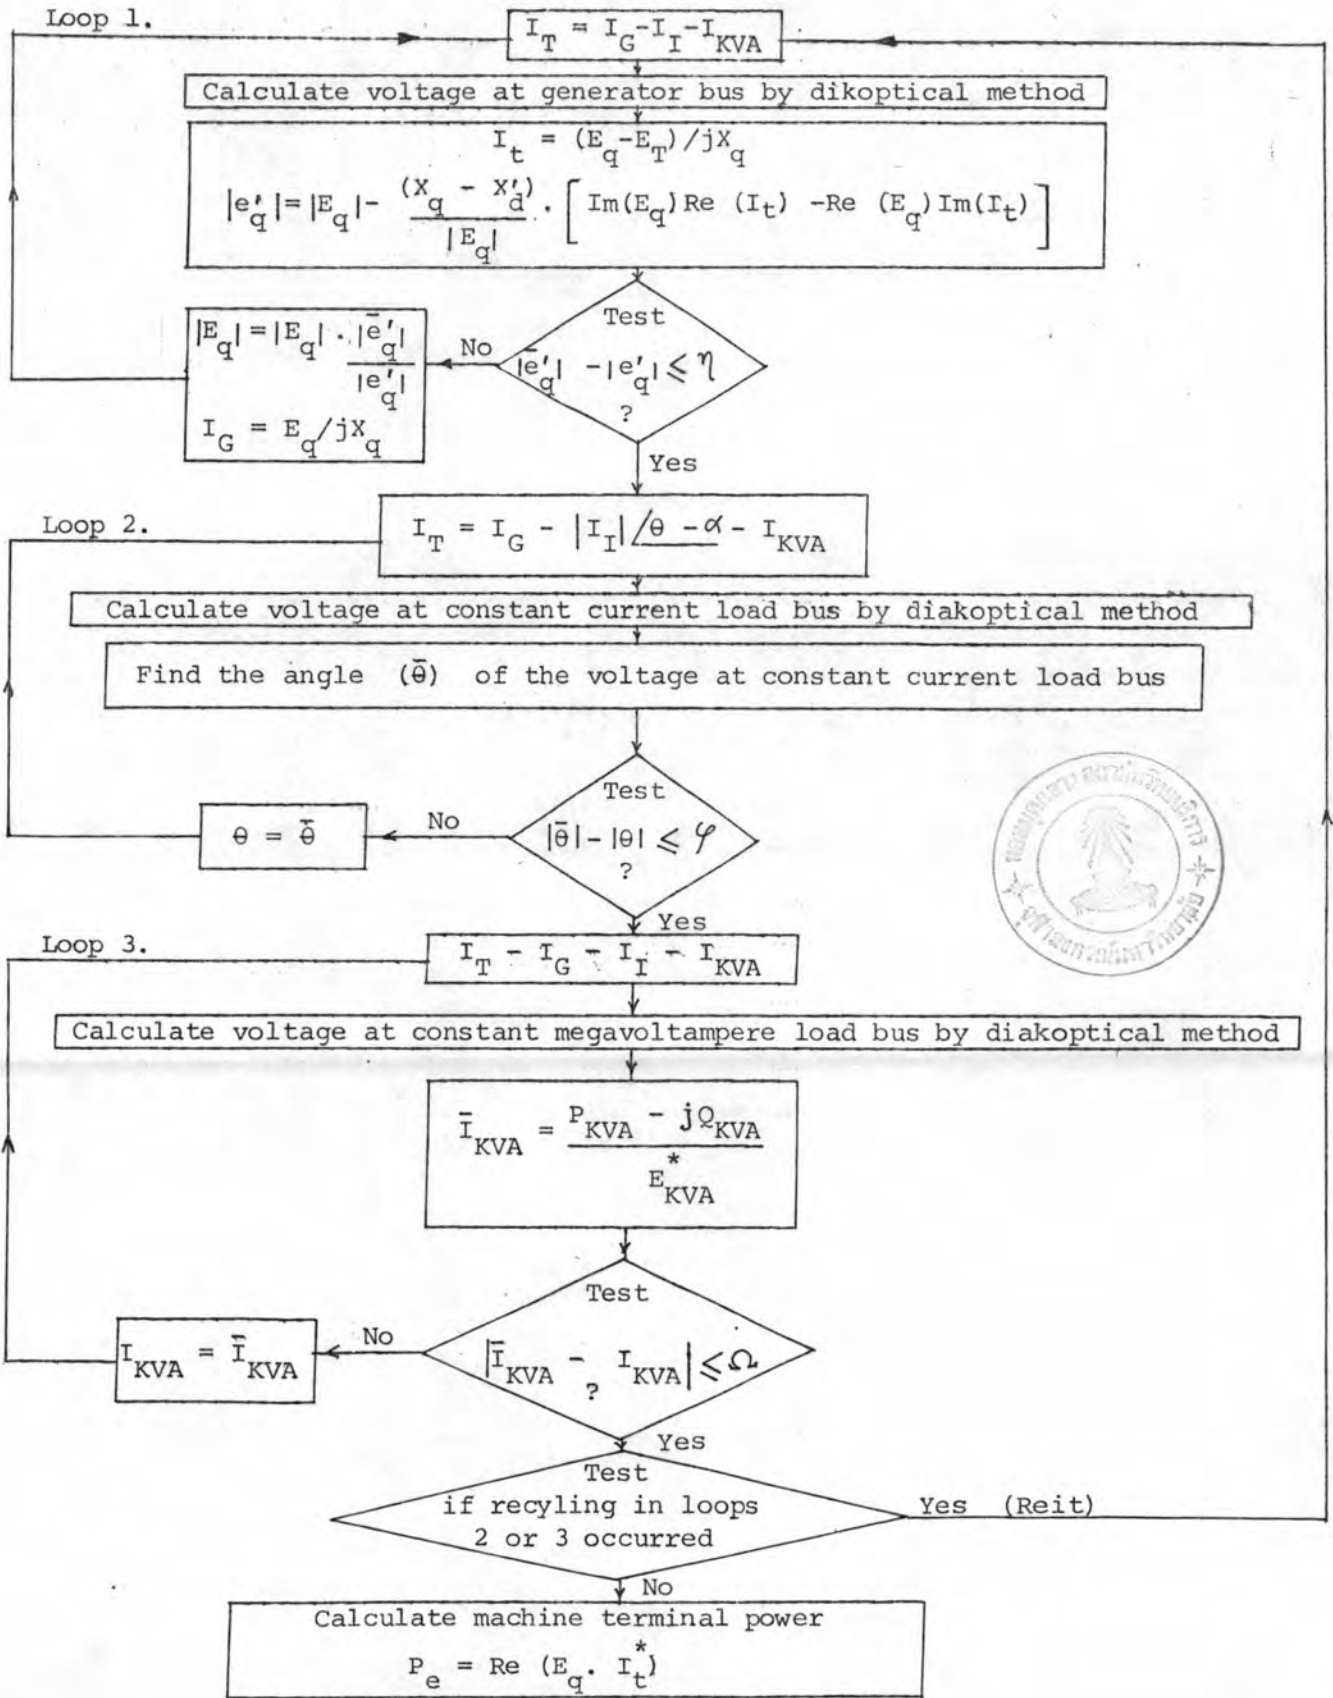 Loop 1.
I_T = I_G-I_I-I_KVA
Calculate voltage at generator bus by dikoptical method
I_t = (E_q-E_T)/jX_q
|e'_q|=|E_q|- (X_q - X'_d)/|E_q| . [Im(E_q)Re (I_t) -Re (E_q)Im(I_t)]
|E_q|=|E_q| . |ē'_q|/|e'_q|
I_G = E_q/jX_q
No
Test
|ē'_q| -|e'_q| ≤ η
?
Yes
Loop 2.
I_T = I_G - |I_I| /θ -α - I_KVA
Calculate voltage at constant current load bus by diakoptical method
Find the angle (θ̄) of the voltage at constant current load bus
θ = θ̄
No
Test
|θ̄| - |θ| ≤ φ
?
Yes
Loop 3.
I_T - I_G - I_I - I_KVA
Calculate voltage at constant megavoltampere load bus by diakoptical method
Ī_KVA = P_KVA - jQ_KVA / E*_KVA
I_KVA = Ī_KVA
No
Test
|Ī_KVA - I_KVA| ≤ Ω
?
Yes
Test
if recyling in loops
2 or 3 occurred
Yes (Reit)
No
Calculate machine terminal power
P_e = Re (E_q. I_t*)